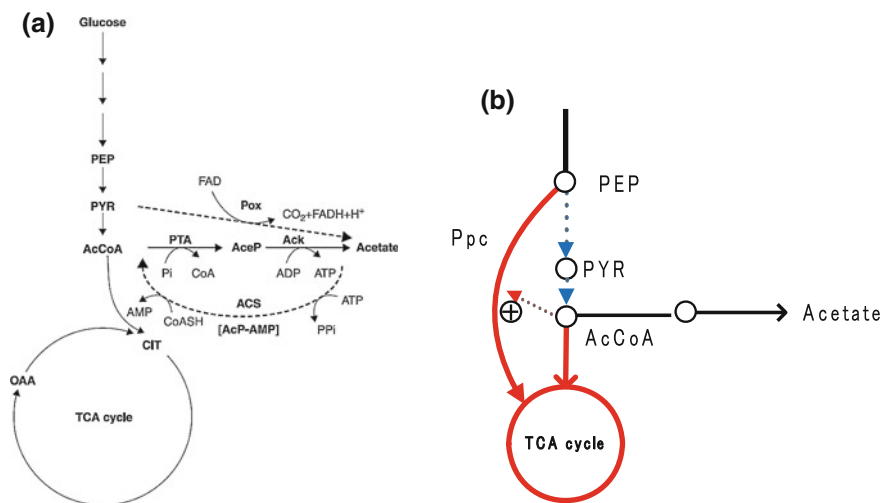 (a)
Glucose
PEP
FAD
Pox
CO2+FADH+H+
PYR
PTA
Ack
AcCoA
AceP
Acetate
Pi
CoA
ADP
ATP
ACS
ATP
AMP
CoASH
[AcP-AMP]
PPi
CIT
OAA
TCA cycle
(b)
PEP
Ppc
PYR
+
Acetate
AcCoA
TCA cycle